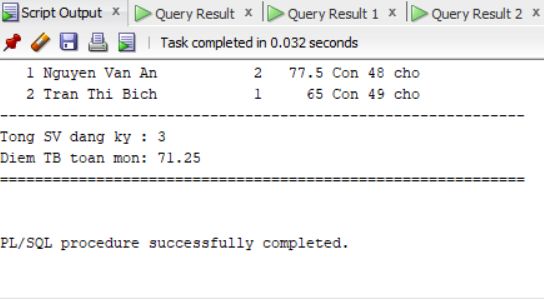 Script Output x Query Result x Query Result 1 x Query Result 2 x
Task completed in 0.032 seconds
1 Nguyen Van An 2 77.5 Con 48 cho
2 Tran Thi Bich 1 65 Con 49 cho
------------------------------------------------------------
Tong SV dang ky : 3
Diem TB toan mon: 71.25
============================================================
PL/SQL procedure successfully completed.